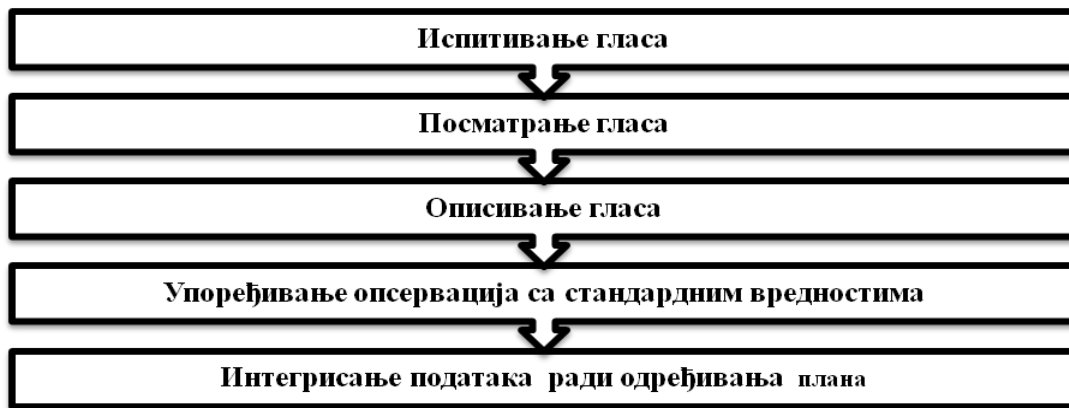 Испитивање гласа
Посматрање гласа
Описивање гласа
Упоређивање опсервација са стандардним вредностима
Интегрисање података ради одређивања плана